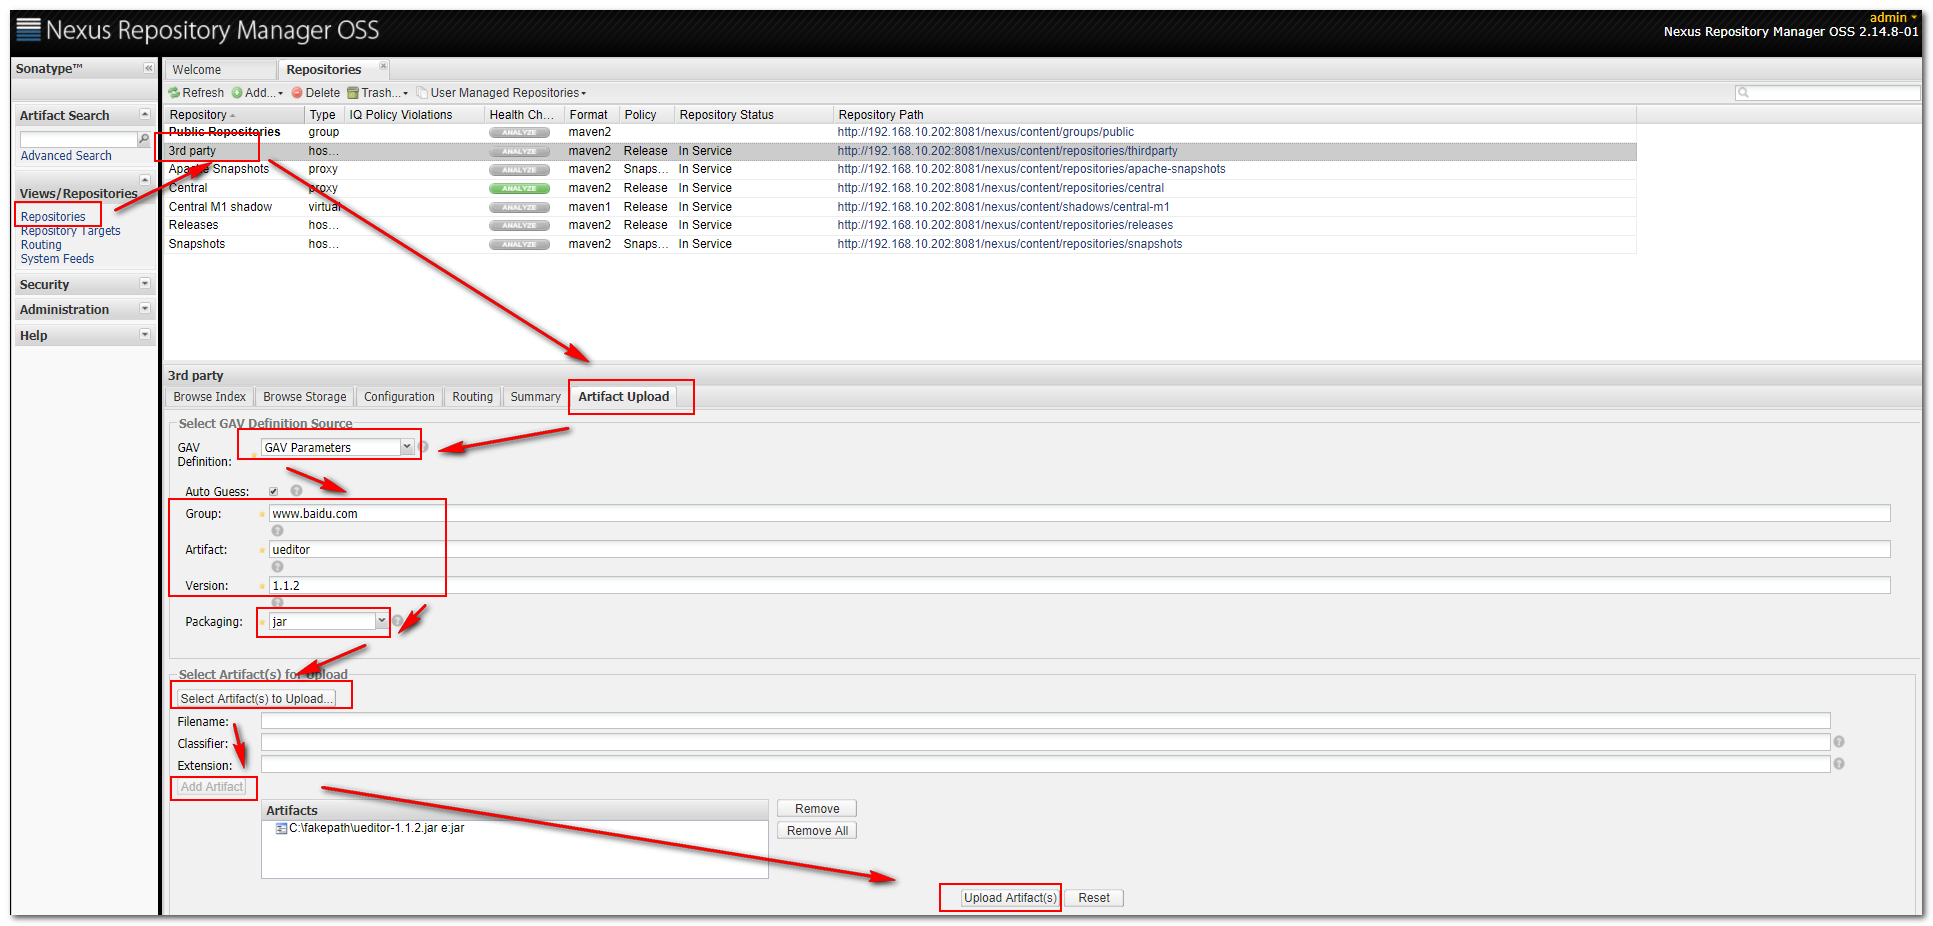 Nexus Repository Manager OSS
admin
Nexus Repository Manager OSS 2.14.8-01
Sonatype™
Welcome
Repositories
Refresh Add... Delete Trash... User Managed Repositories
Artifact Search
Advanced Search
Views/Repositories
Repositories
Repository Targets
Routing
System Feeds
Security
Administration
Help
Repository Type IQ Policy Violations Health Ch... Format Policy Repository Status Repository Path
Public Repositories group ANALYZE maven2 http://192.168.10.202:8081/nexus/content/groups/public
3rd party hos... ANALYZE maven2 Release In Service http://192.168.10.202:8081/nexus/content/repositories/thirdparty
Apache Snapshots proxy ANALYZE maven2 Snaps... In Service http://192.168.10.202:8081/nexus/content/repositories/apache-snapshots
Central proxy ANALYZE maven2 Release In Service http://192.168.10.202:8081/nexus/content/repositories/central
Central M1 shadow virtual ANALYZE maven1 Release In Service http://192.168.10.202:8081/nexus/content/shadows/central-m1
Releases hos... ANALYZE maven2 Release In Service http://192.168.10.202:8081/nexus/content/repositories/releases
Snapshots hos... ANALYZE maven2 Snaps... In Service http://192.168.10.202:8081/nexus/content/repositories/snapshots
3rd party
Browse Index Browse Storage Configuration Routing Summary Artifact Upload
Select GAV Definition Source
GAV Definition: GAV Parameters
Auto Guess:
Group: www.baidu.com
Artifact: ueditor
Version: 1.1.2
Packaging: jar
Select Artifact(s) for Upload
Select Artifact(s) to Upload...
Filename:
Classifier:
Extension:
Add Artifact
Artifacts
C:\fakepath\ueditor-1.1.2.jar e:jar
Remove
Remove All
Upload Artifact(s) Reset